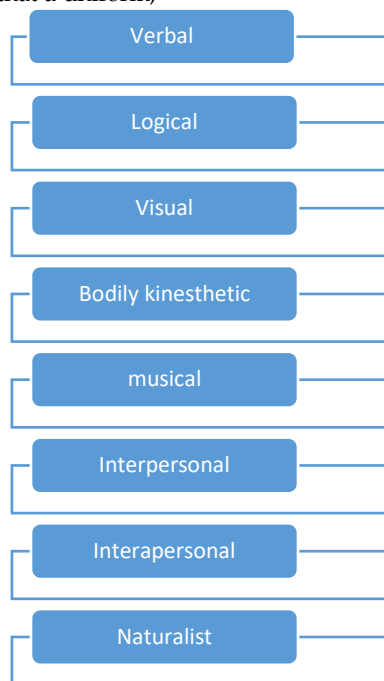 Verbal
Logical
Visual
Bodily kinesthetic
musical
Interpersonal
Interapersonal
Naturalist